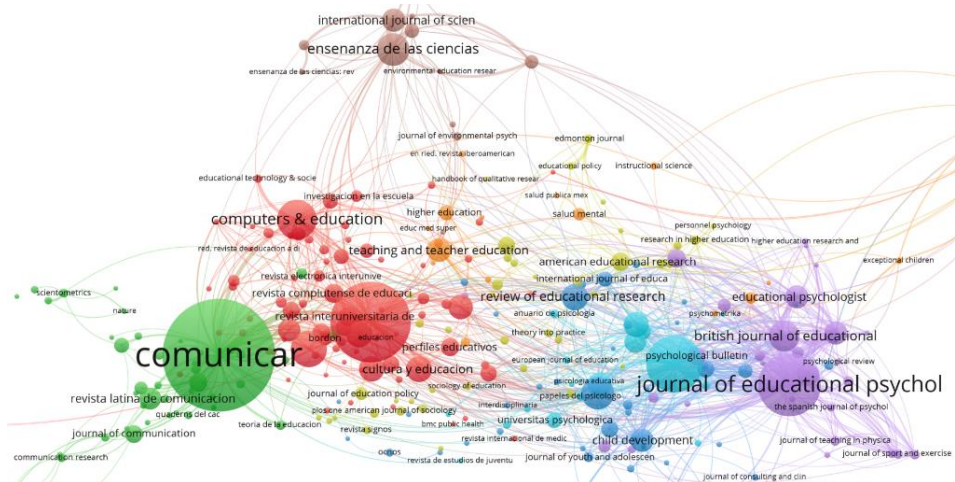 international journal of scien
ensenanza de las ciencias
ensenanza de las ciencias: rev
environmental education resear
journal of environmental psych
edmonton journal
en ried. revista iberoamerican
educational policy
instructional science
educational technology & socie
handbook of qualitative resear
investigacion en la escuela
salud publica mex
computers & education
higher education
salud mental
educ med super
personnel psychology
red. revista de educacion a di
teaching and teacher education
research in higher education
higher education research and
american educational research
exceptional children
revista electronica interunive
international journal of educa
scientometrics
revista complutense de educaci
review of educational research
educational psychologist
nature
revista interuniversitaria de
anuario de psicologia
psychometrika
bordon
educacion
theory into practice
british journal of educational
perfiles educativos
comunicar
european journal of education
psychological bulletin
psychological review
cultura y educacion
psicologia educativa
journal of educational psychol
sociology of education
revista latina de comunicacion
journal of education policy
papeles del psicologo
interdisciplinaria
the spanish journal of psychol
quaderns del cac
plos one
american journal of sociology
universitas psychologica
teoria de la educacion
bmc public health
journal of communication
revista signos
revista internacional de medic
child development
journal of teaching in physica
ocnos
communication research
revista de estudios de juventu
journal of youth and adolescen
journal of sport and exercise
journal of consulting and clin